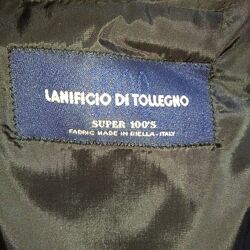 LANIFICIO DI TOLLEGNO
SUPER 100'S
FABRIC MADE IN BIELLA - ITALY